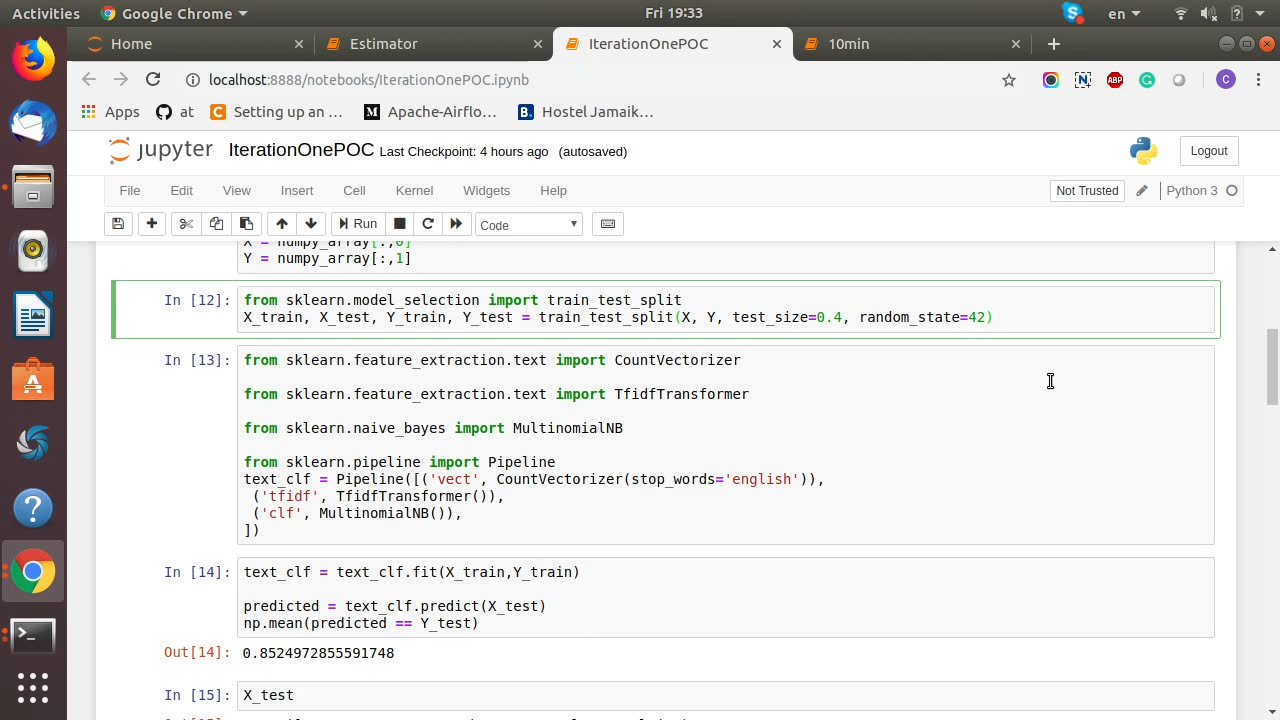 Activities Google Chrome Fri 19:33 en
Home Estimator IterationOnePOC 10min
localhost:8888/notebooks/IterationOnePOC.ipynb ABP C
Apps at Setting up an ... Apache-Airflo... Hostel Jamaik...
jupyter IterationOnePOC Last Checkpoint: 4 hours ago (autosaved) Logout
File Edit View Insert Cell Kernel Widgets Help Not Trusted Python 3
Run Code
X = numpy_array[:,0]
Y = numpy_array[:,1]
In [12]: from sklearn.model_selection import train_test_split
X_train, X_test, Y_train, Y_test = train_test_split(X, Y, test_size=0.4, random_state=42)
In [13]: from sklearn.feature_extraction.text import CountVectorizer
from sklearn.feature_extraction.text import TfidfTransformer
from sklearn.naive_bayes import MultinomialNB
from sklearn.pipeline import Pipeline
text_clf = Pipeline([('vect', CountVectorizer(stop_words='english')),
('tfidf', TfidfTransformer()),
('clf', MultinomialNB()),
])
In [14]: text_clf = text_clf.fit(X_train,Y_train)
predicted = text_clf.predict(X_test)
np.mean(predicted == Y_test)
Out[14]: 0.8524972855591748
In [15]: X_test